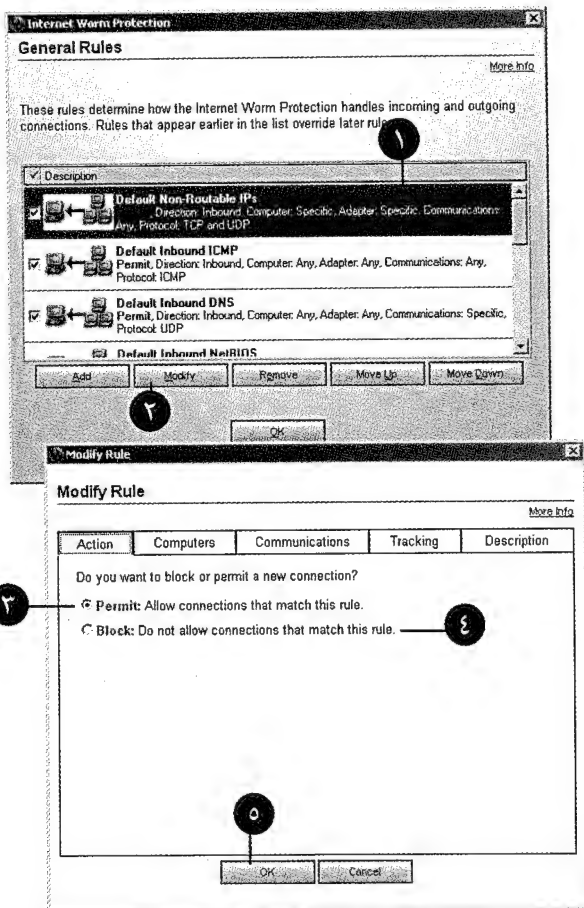 Internet Worm Protection
General Rules
More Info
These rules determine how the Internet Worm Protection handles incoming and outgoing
connections. Rules that appear earlier in the list override later
١
Description
Default Non-Routable IPs
, Direction: Inbound, Computer: Specific, Adapter: Specific, Communications:
Any, Protocol: TCP and UDP
Default Inbound ICMP
Permit, Direction: Inbound, Computer: Any, Adapter: Any, Communications: Any,
Protocol: ICMP
Default Inbound DNS
Permit, Direction: Inbound, Computer: Any, Adapter: Any, Communications: Specific,
Protocol: UDP
Default Inbound NetBIOS
Add Modify Remove Move Up Move Down
٢
OK
Modify Rule
Modify Rule
More Info
Action Computers Communications Tracking Description
Do you want to block or permit a new connection?
٣
Permit: Allow connections that match this rule.
Block: Do not allow connections that match this rule.
٤
٥
OK Cancel